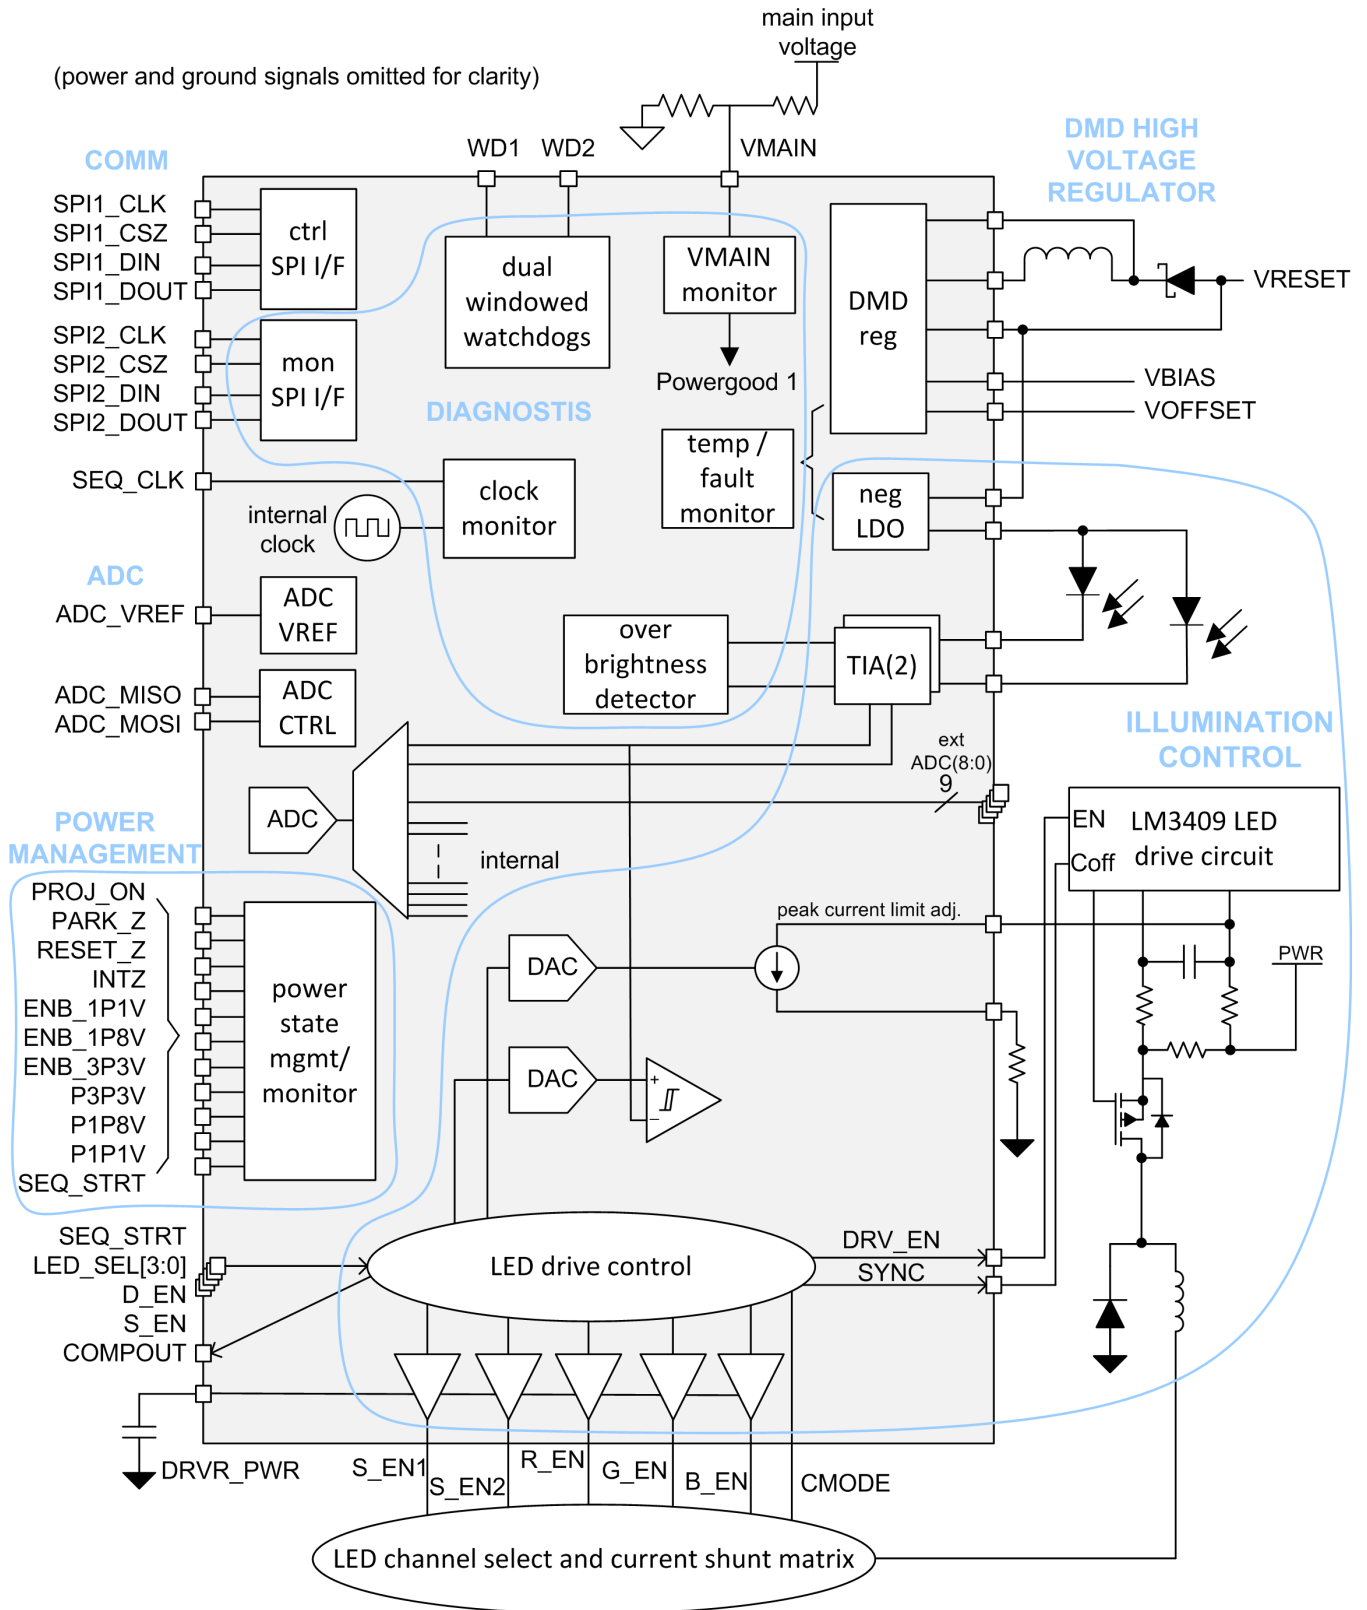 main input
voltage
(power and ground signals omitted for clarity)
DMD HIGH
VOLTAGE
REGULATOR
COMM
WD1
WD2
VMAIN
SPI1_CLK
SPI1_CSZ
SPI1_DIN
SPI1_DOUT
ctrl
SPI I/F
SPI2_CLK
SPI2_CSZ
SPI2_DIN
SPI2_DOUT
mon
SPI I/F
dual
windowed
watchdogs
VMAIN
monitor
Powergood 1
DMD
reg
VRESET
VBIAS
VOFFSET
DIAGNOSTIS
temp /
fault
monitor
neg
LDO
SEQ_CLK
clock
monitor
internal
clock
ADC
ADC_VREF
ADC
VREF
ADC_MISO
ADC_MOSI
ADC
CTRL
over
brightness
detector
TIA(2)
ILLUMINATION
CONTROL
ext
ADC(8:0)
9
ADC
internal
LM3409 LED
drive circuit
EN
Coff
POWER
MANAGEMENT
PROJ_ON
PARK_Z
RESET_Z
INTZ
ENB_1P1V
ENB_1P8V
ENB_3P3V
P3P3V
P1P8V
P1P1V
SEQ_STRT
power
state
mgmt/
monitor
peak current limit adj.
DAC
PWR
DAC
+
–
SEQ_STRT
LED_SEL[3:0]
D_EN
S_EN
COMPOUT
LED drive control
DRV_EN
SYNC
DRVR_PWR
S_EN1
S_EN2
R_EN
G_EN
B_EN
CMODE
LED channel select and current shunt matrix